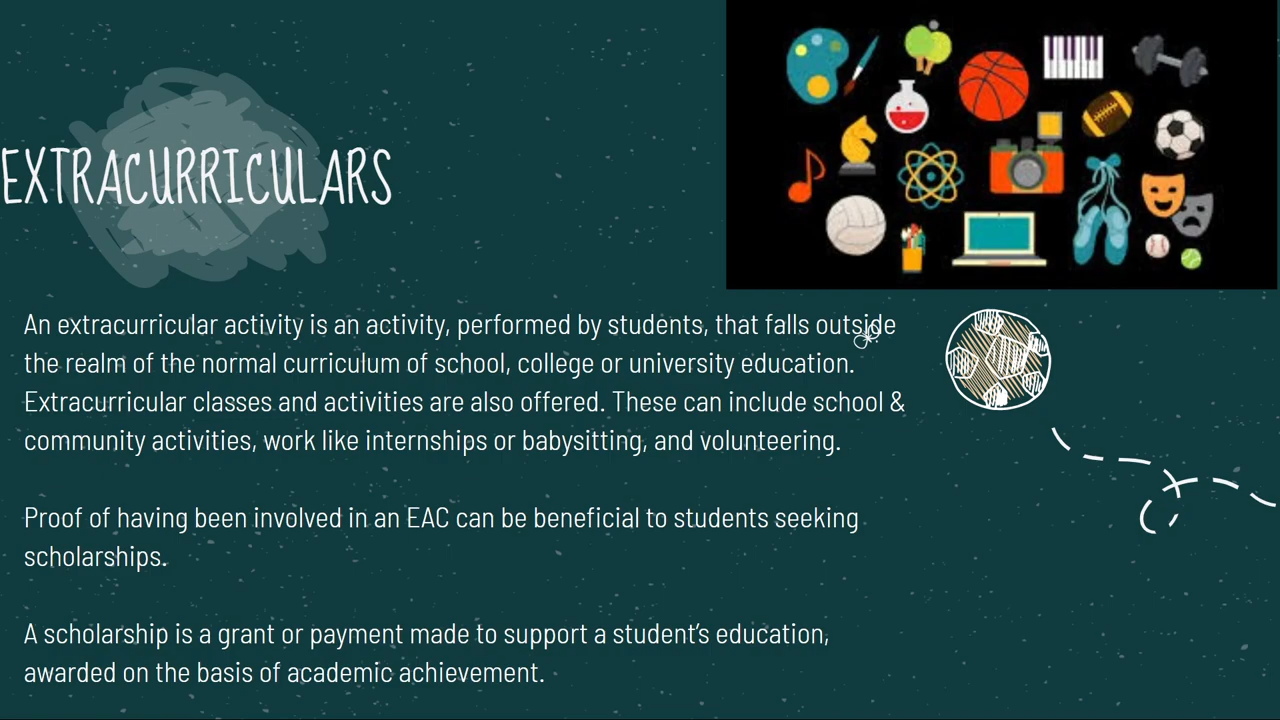 EXTRACURRICULARS
An extracurricular activity is an activity, performed by students, that falls outside
the realm of the normal curriculum of school, college or university education.
Extracurricular classes and activities are also offered. These can include school &
community activities, work like internships or babysitting, and volunteering.
Proof of having been involved in an EAC can be beneficial to students seeking
scholarships.
A scholarship is a grant or payment made to support a student’s education,
awarded on the basis of academic achievement.